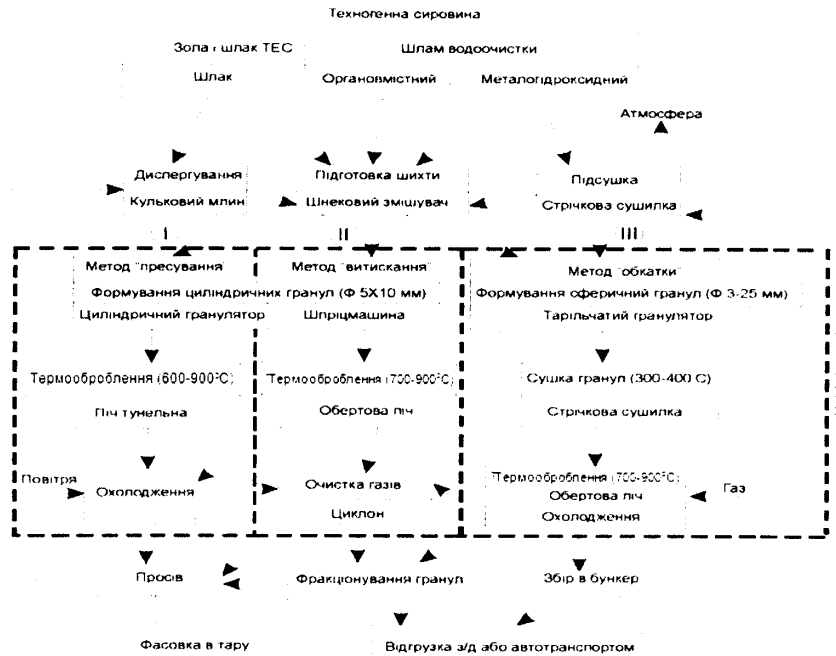 Техногенна сировина
Зола і шлак ТЕС
Шлам водоочистки
Шлак
Органовмістний
Металогідроксидний
Атмосфера
Диспергування
Кульковий млин
Підготовка шихти
Шнековий змішувач
Підсушка
Стрічкова сушилка
I
II
III
Метод "пресування"
Метод "витискання"
Метод "обкатки"
Формування циліндричних гранул (Ф 5Х10 мм)
Формування сферичний гранул (Ф 3-25 мм)
Циліндричний гранулятор
Шпріцмашина
Тарільчатий гранулятор
Термооброблення (600-900°С)
Термооброблення (700-900°С)
Сушка гранул (300-400 С)
Піч тунельна
Обертова піч
Стрічкова сушилка
Повітря
Охолодження
Очистка газів
Циклон
Термооброблення (700-900°С)
Обертова піч
Охолодження
Газ
Просів
Фракціонування гранул
Збір в бункер
Фасовка в тару
Відгрузка з/д або автотранспортом